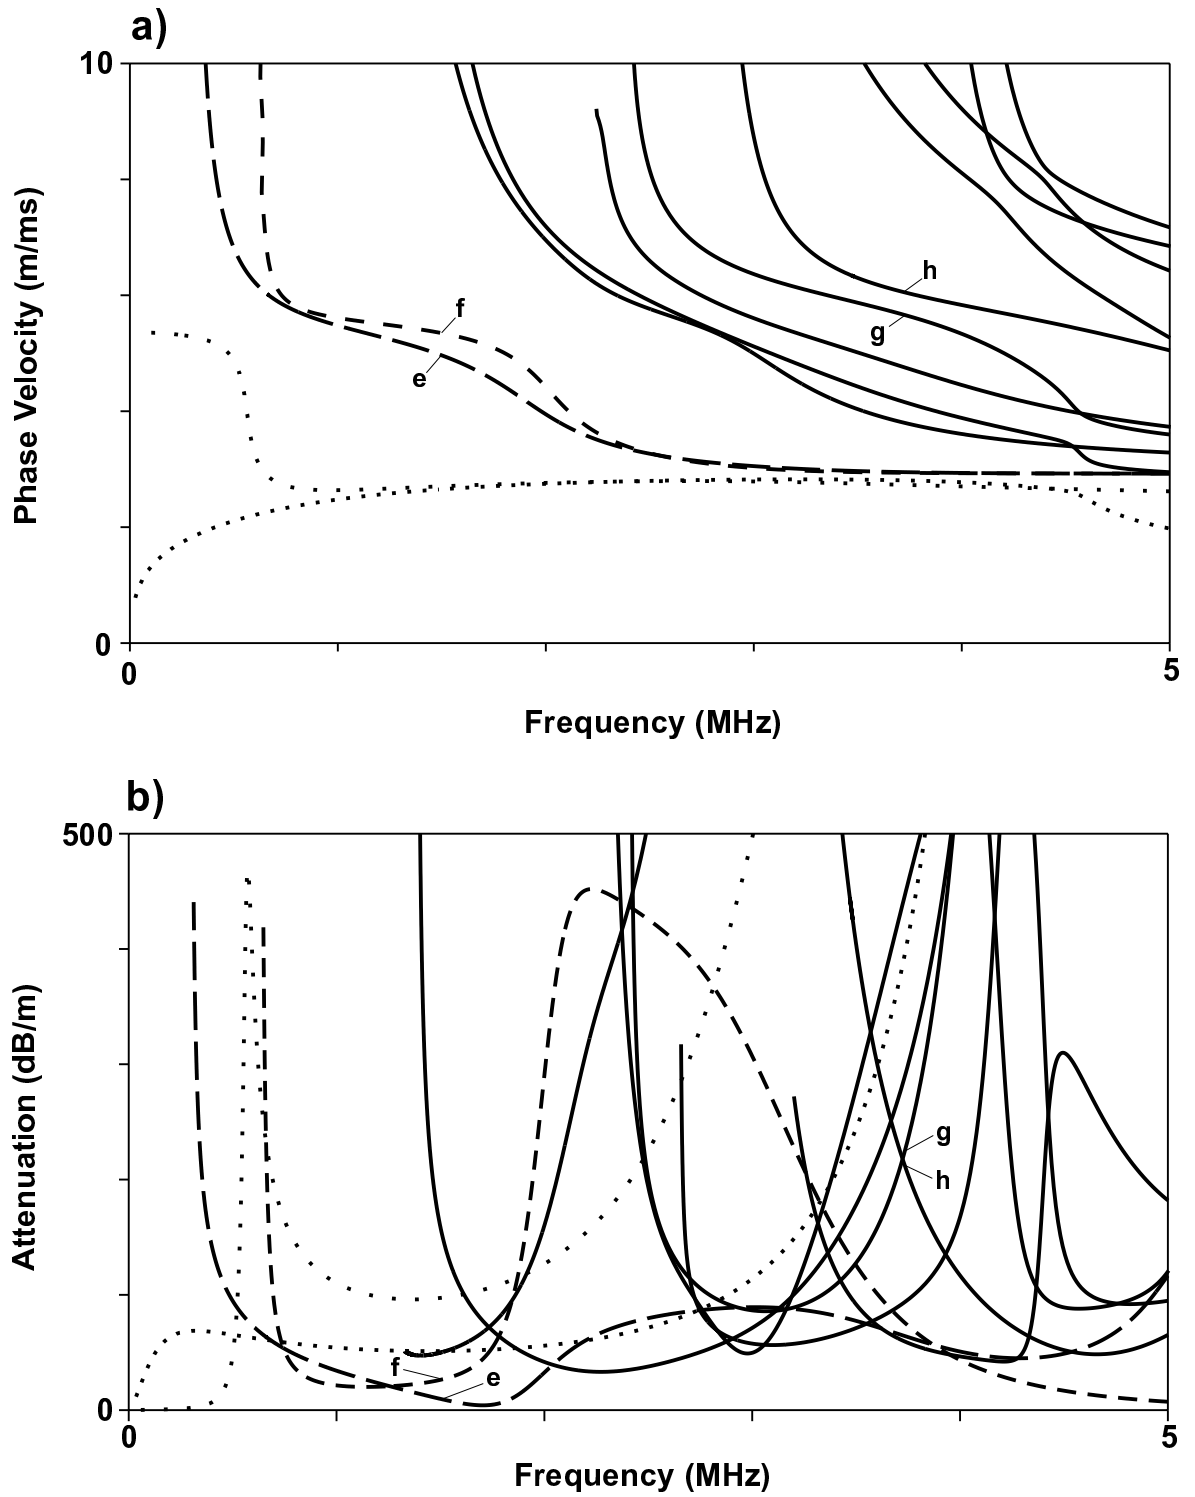 a)
10
Phase Velocity (m/ms)
h
f
g
e
0
0
5
Frequency (MHz)
b)
500
Attenuation (dB/m)
g
h
f
e
0
0
5
Frequency (MHz)